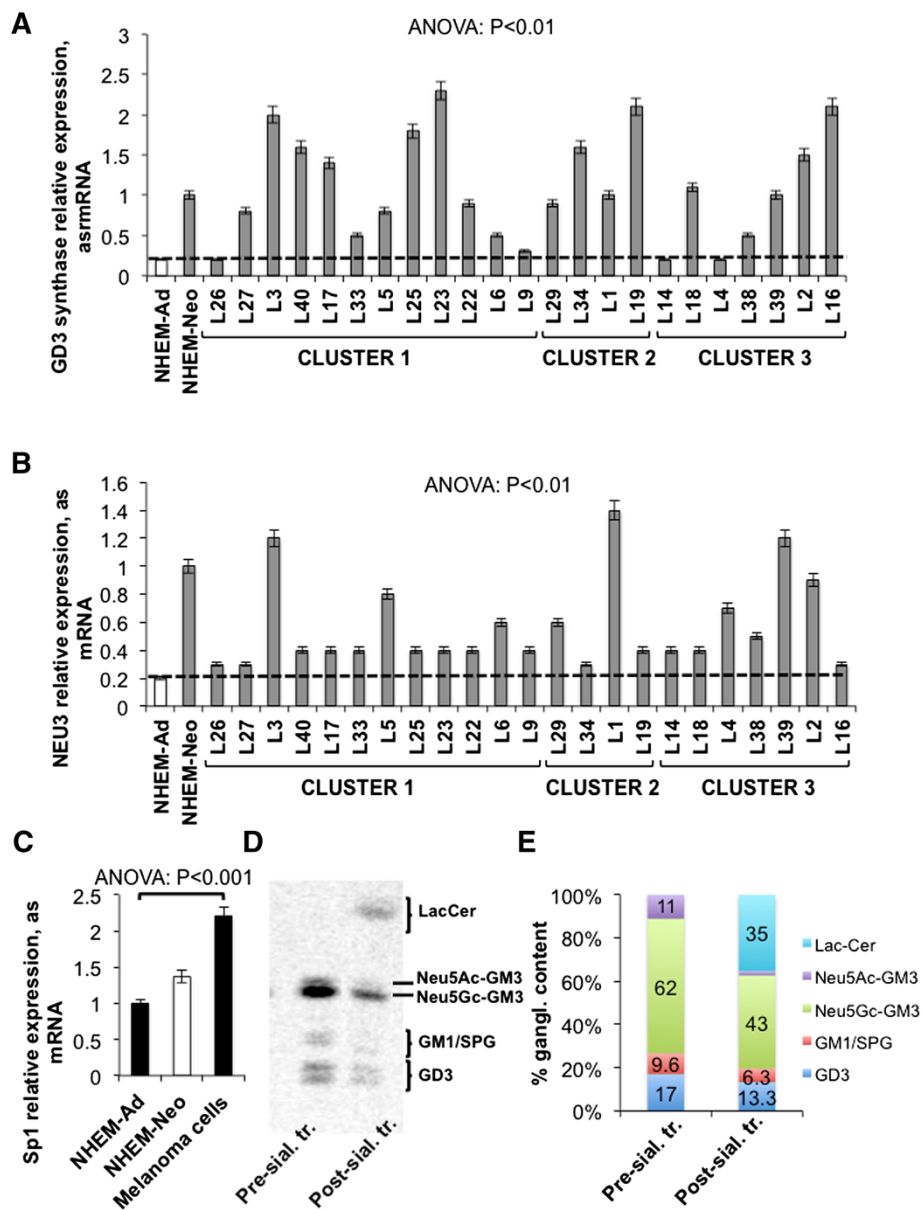 A
ANOVA: P<0.01
GD3 synthase relative expression,
asrmRNA
3
2.5
2
1.5
1
0.5
0
NHEM-Ad
NHEM-Neo
L26
L27
L3
L40
L17
L33
L5
L25
L23
L22
L6
L9
L29
L34
L1
L19
L14
L18
L4
L38
L39
L2
L16
CLUSTER 1
CLUSTER 2
CLUSTER 3
B
ANOVA: P<0.01
NEU3 relative expression, as
mRNA
1.6
1.4
1.2
1
0.8
0.6
0.4
0.2
0
NHEM-Ad
NHEM-Neo
L26
L27
L3
L40
L17
L33
L5
L25
L23
L22
L6
L9
L29
L34
L1
L19
L14
L18
L4
L38
L39
L2
L16
CLUSTER 1
CLUSTER 2
CLUSTER 3
C
ANOVA: P<0.001
Sp1 relative expression, as
mRNA
2.5
2
1.5
1
0.5
0
NHEM-Ad
NHEM-Neo
Melanoma cells
D
LacCer
Neu5Ac-GM3
Neu5Gc-GM3
GM1/SPG
GD3
Pre-sial. tr.
Post-sial. tr.
E
% gangl. content
100%
80%
60%
40%
20%
0%
11
62
9.6
17
35
43
6.3
13.3
Pre-sial. tr.
Post-sial. tr.
Lac-Cer
Neu5Ac-GM3
Neu5Gc-GM3
GM1/SPG
GD3